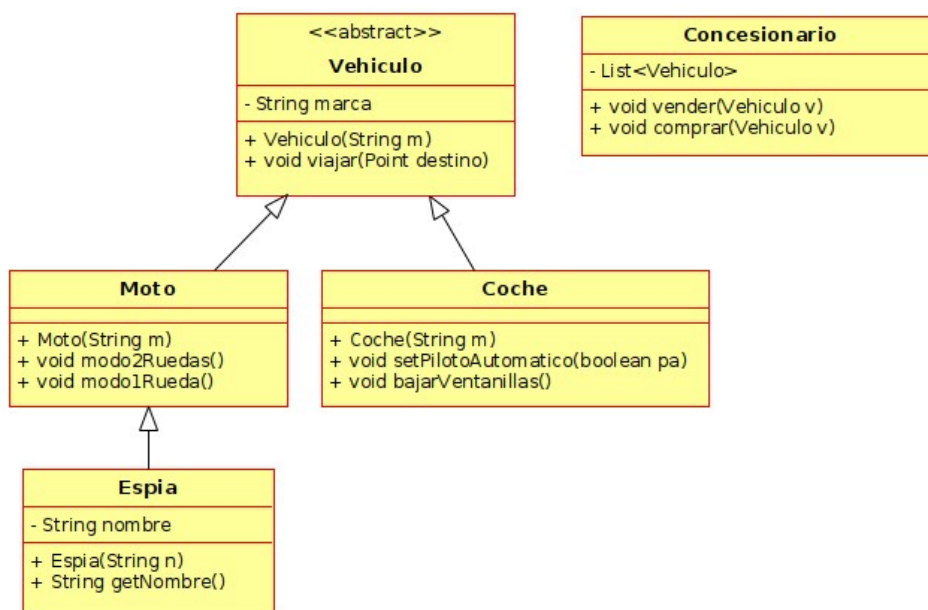 <<abstract>>
Vehiculo
- String marca
+ Vehiculo(String m)
+ void viajar(Point destino)
Concesionario
- List<Vehiculo>
+ void vender(Vehiculo v)
+ void comprar(Vehiculo v)
Moto
+ Moto(String m)
+ void modo2Ruedas()
+ void modo1Rueda()
Coche
+ Coche(String m)
+ void setPilotoAutomatico(boolean pa)
+ void bajarVentanillas()
Espia
- String nombre
+ Espia(String n)
+ String getNombre()